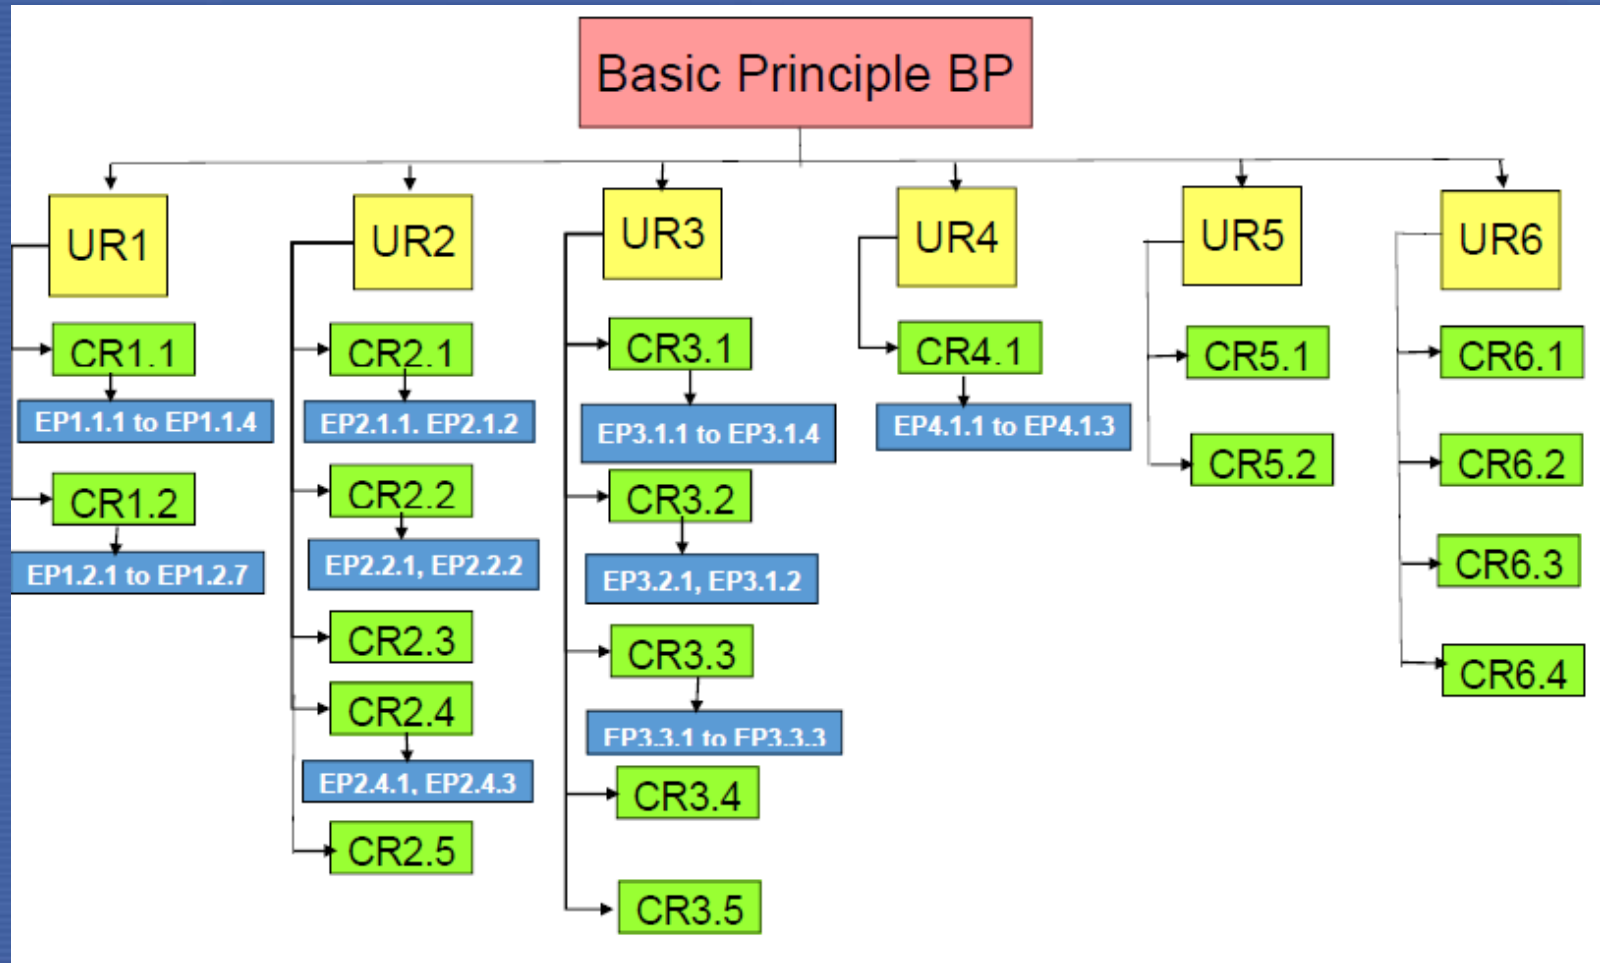 Basic Principle BP
UR1
UR2
UR3
UR4
UR5
UR6
CR1.1
EP1.1.1 to EP1.1.4
CR1.2
EP1.2.1 to EP1.2.7
CR2.1
EP2.1.1. EP2.1.2
CR2.2
EP2.2.1, EP2.2.2
CR2.3
CR2.4
EP2.4.1, EP2.4.3
CR2.5
CR3.1
EP3.1.1 to EP3.1.4
CR3.2
EP3.2.1, EP3.1.2
CR3.3
EP3.3.1 to EP3.3.3
CR3.4
CR3.5
CR4.1
EP4.1.1 to EP4.1.3
CR5.1
CR5.2
CR6.1
CR6.2
CR6.3
CR6.4